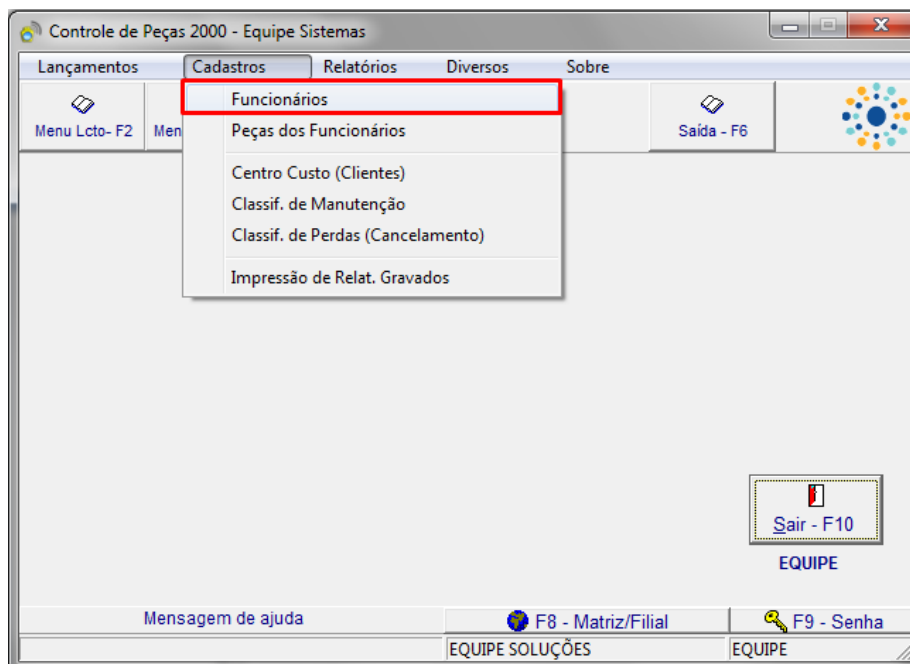 Controle de Peças 2000 - Equipe Sistemas
Lançamentos Cadastros Relatórios Diversos Sobre
Menu Lcto- F2 Men Saída - F6
Funcionários
Peças dos Funcionários
Centro Custo (Clientes)
Classif. de Manutenção
Classif. de Perdas (Cancelamento)
Impressão de Relat. Gravados
Sair - F10
EQUIPE
Mensagem de ajuda F8 - Matriz/Filial F9 - Senha
EQUIPE SOLUÇÕES EQUIPE